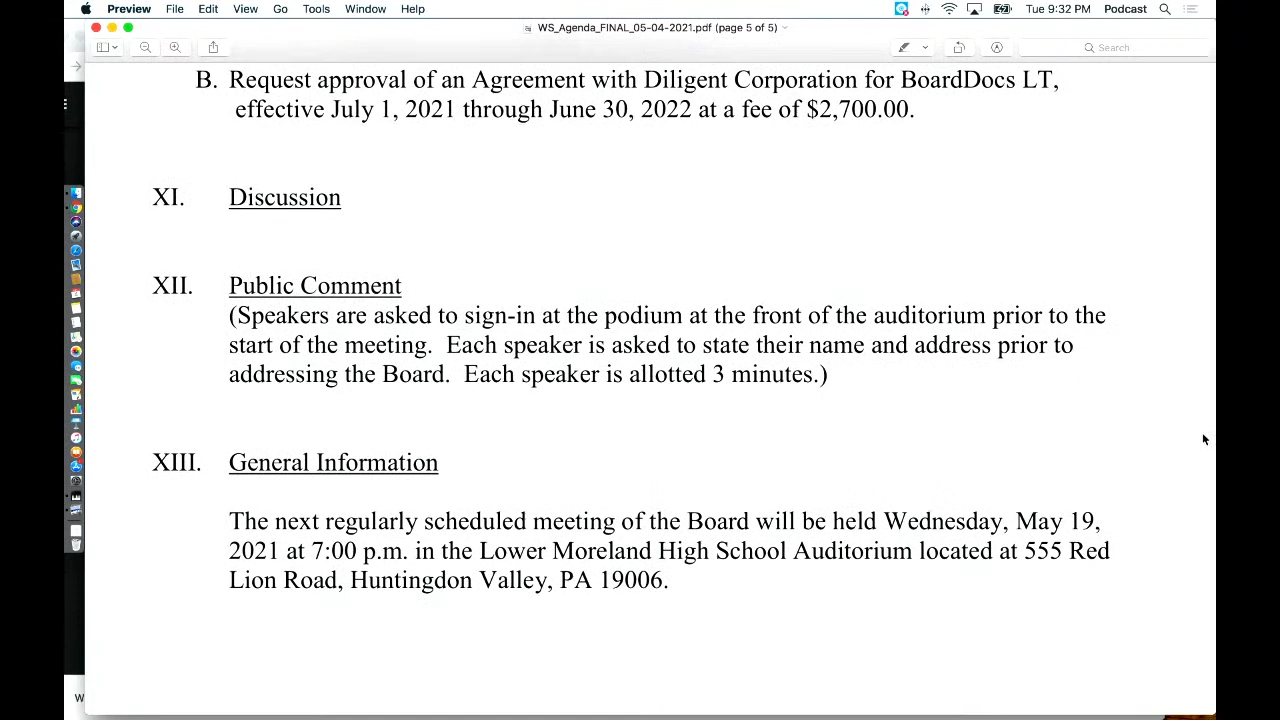 Preview File Edit View Go Tools Window Help Tue 9:32 PM Podcast
WS_Agenda_FINAL_05-04-2021.pdf (page 5 of 5)
Search
B. Request approval of an Agreement with Diligent Corporation for BoardDocs LT,
effective July 1, 2021 through June 30, 2022 at a fee of $2,700.00.
XI. Discussion
XII. Public Comment
(Speakers are asked to sign-in at the podium at the front of the auditorium prior to the
start of the meeting. Each speaker is asked to state their name and address prior to
addressing the Board. Each speaker is allotted 3 minutes.)
XIII. General Information
The next regularly scheduled meeting of the Board will be held Wednesday, May 19,
2021 at 7:00 p.m. in the Lower Moreland High School Auditorium located at 555 Red
Lion Road, Huntingdon Valley, PA 19006.
W